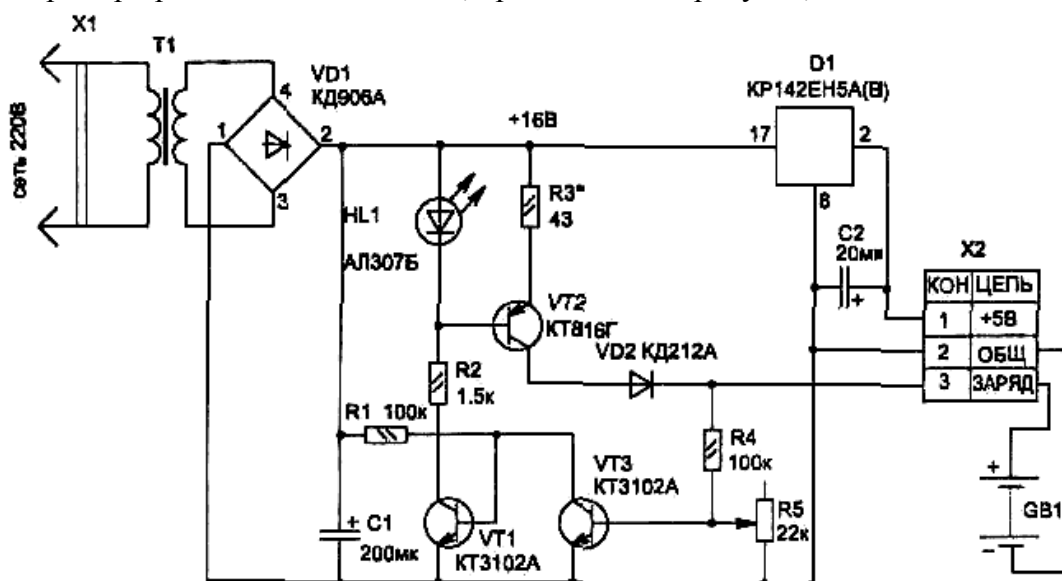 X1
T1
сеть 220В
1
4
2
3
VD1
КД906А
+16В
D1
КР142ЕН5А(В)
17
2
8
HL1
АЛ307Б
R3*
43
C2
20мк
+
X2
КОН ЦЕПЬ
1 +5В
2 ОБЩ
3 ЗАРЯД
VT2
КТ816Г
VD2 КД212А
R2
1.5к
R1 100к
R4
100к
VT3
КТ3102А
R5
22к
+
C1
200мк
VT1
КТ3102А
+
GB1
-